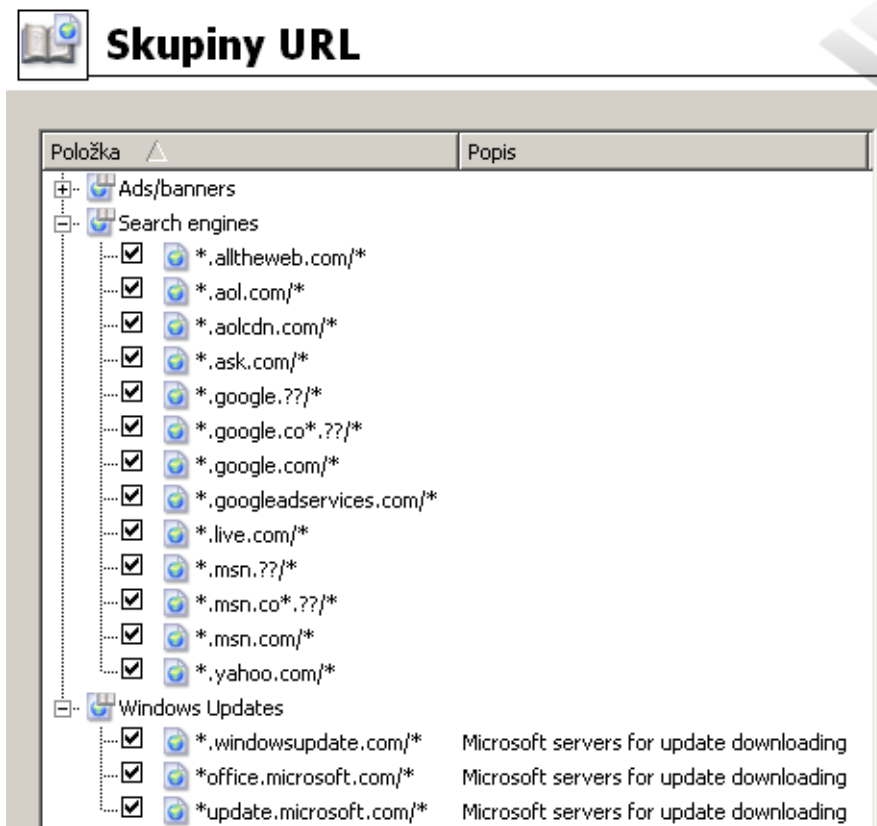 Skupiny URL
Položka Popis
Ads/banners
Search engines
*.alltheweb.com/*
*.aol.com/*
*.aolcdn.com/*
*.ask.com/*
*.google.??/*
*.google.co*.??/*
*.google.com/*
*.googleadservices.com/*
*.live.com/*
*.msn.??/*
*.msn.co*.??/*
*.msn.com/*
*.yahoo.com/*
Windows Updates
*.windowsupdate.com/* Microsoft servers for update downloading
*office.microsoft.com/* Microsoft servers for update downloading
*update.microsoft.com/* Microsoft servers for update downloading